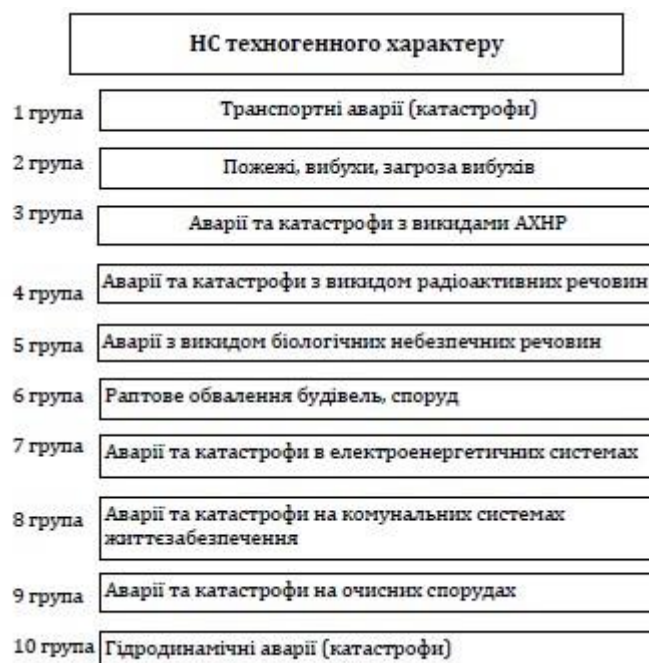 НС техногенного характеру
1 група Транспортні аварії (катастрофи)
2 група Пожежі, вибухи, загроза вибухів
3 група Аварії та катастрофи з викидами АХНР
4 група Аварії та катастрофи з викидом радіоактивних речовин
5 група Аварії з викидом біологічних небезпечних речовин
6 група Раптове обвалення будівель, споруд
7 група Аварії та катастрофи в електроенергетичних системах
8 група Аварії та катастрофи на комунальних системах
життєзабезпечення
9 група Аварії та катастрофи на очисних спорудах
10 група Гідродинамічні аварії (катастрофи)